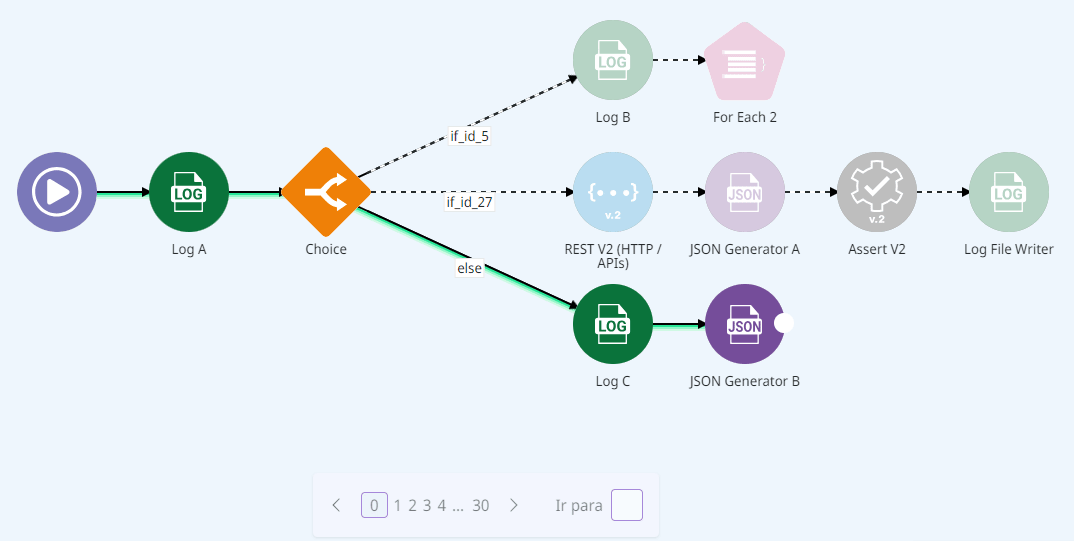 LOG
Log B
For Each 2
if_id_5
LOG
Log A
Choice
if_id_27
{•••}
v.2
REST V2 (HTTP /
APIs)
JSON
JSON Generator A
v.2
Assert V2
LOG
Log File Writer
else
LOG
Log C
JSON
JSON Generator B
0 1 2 3 4 ... 30
Ir para